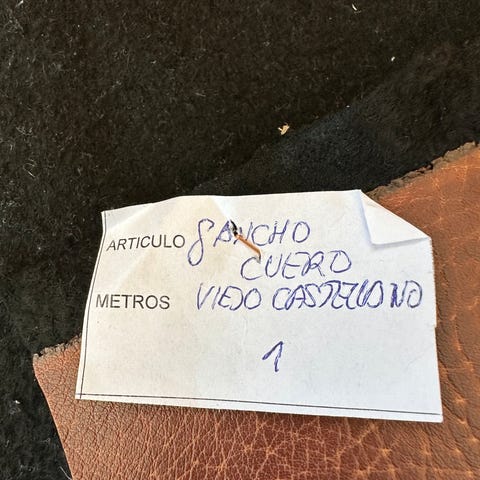 ARTICULO SANCHO
CUERO
METROS VIEJO CASTELLANO
1